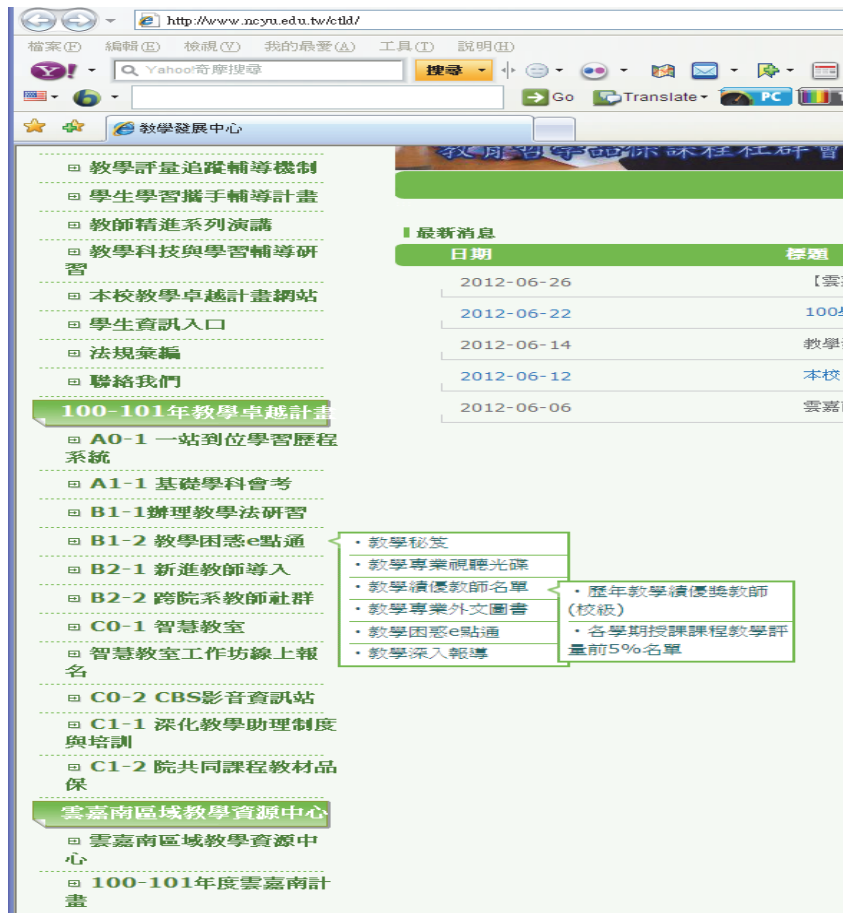 http://www.ncyu.edu.tw/ctld/
檔案(F) 編輯(E) 檢視(V) 我的最愛(A) 工具(T) 說明(H)
Yahoo!奇摩搜尋 搜尋
Go Translate PC
教學發展中心
教學評量追蹤輔導機制
學生學習攜手輔導計畫
教師精進系列演講
最新消息
教學科技與學習輔導研
習
日期 標題
2012-06-26 【雲
本校教學卓越計畫網站
2012-06-22 100
學生資訊入口
2012-06-14 教學
法規彙編
2012-06-12 本校
聯絡我們
2012-06-06 雲嘉
100-101年教學卓越計畫
A0-1 一站到位學習歷程
系統
A1-1 基礎學科會考
B1-1辦理教學法研習
B1-2 教學困惑e點通
B2-1 新進教師導入
B2-2 跨院系教師社群
C0-1 智慧教室
智慧教室工作坊線上報
名
C0-2 CBS影音資訊站
C1-1 深化教學助理制度
與培訓
C1-2 院共同課程教材品
保
・教學秘笈
・教學專業視聽光碟
・教學績優教師名單
・教學專業外文圖書
・教學困惑e點通
・教學深入報導
・歷年教學績優獎教師
(校級)
・各學期授課課程教學評
量前5%名單
雲嘉南區域教學資源中心
雲嘉南區域教學資源中
心
100-101年度雲嘉南計
畫